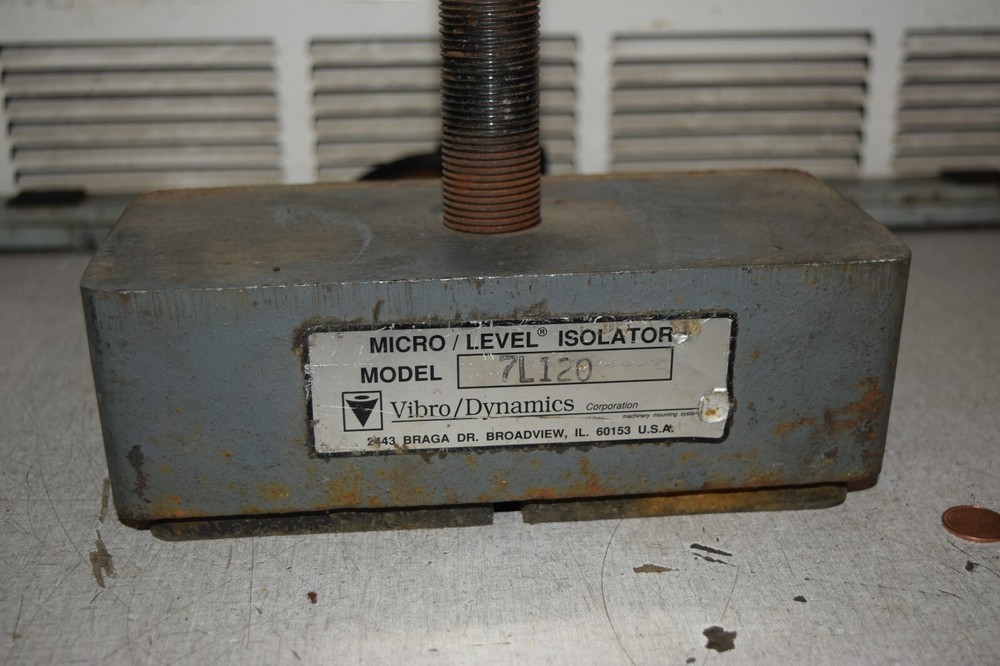 MICRO / LEVEL® ISOLATOR
MODEL 7L120
Vibro/Dynamics Corporation
machinery mounting systems
2443 BRAGA DR. BROADVIEW, IL. 60153 U.S.A.